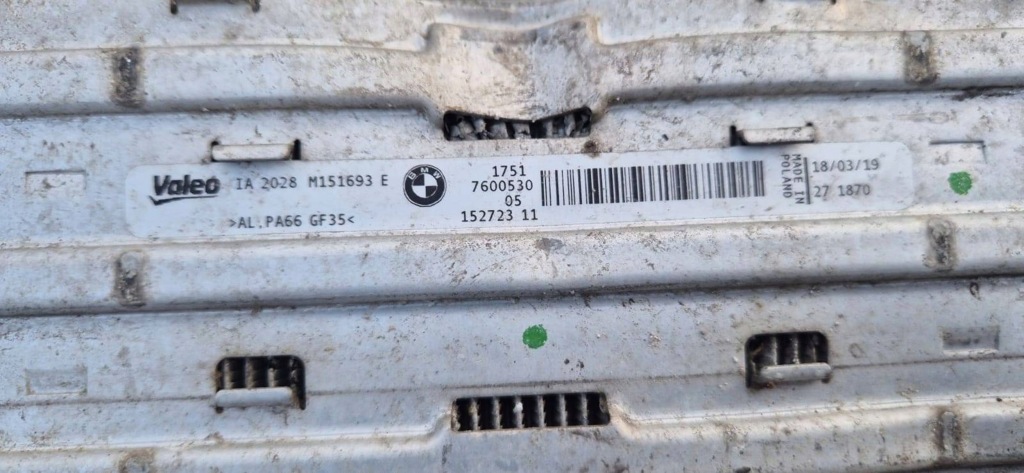 Valeo IA 2028 M151693 E
>AL.PA66 GF35<
BMW
1751
7600530
05
152723 11
MADE IN
POLAND
18/03/19
27 1870